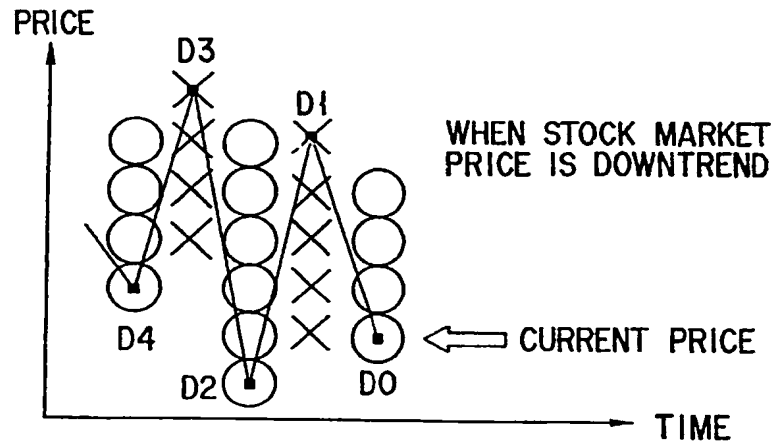 PRICE
D3
D1
WHEN STOCK MARKET
PRICE IS DOWNTREND
D4
D2
D0
CURRENT PRICE
TIME